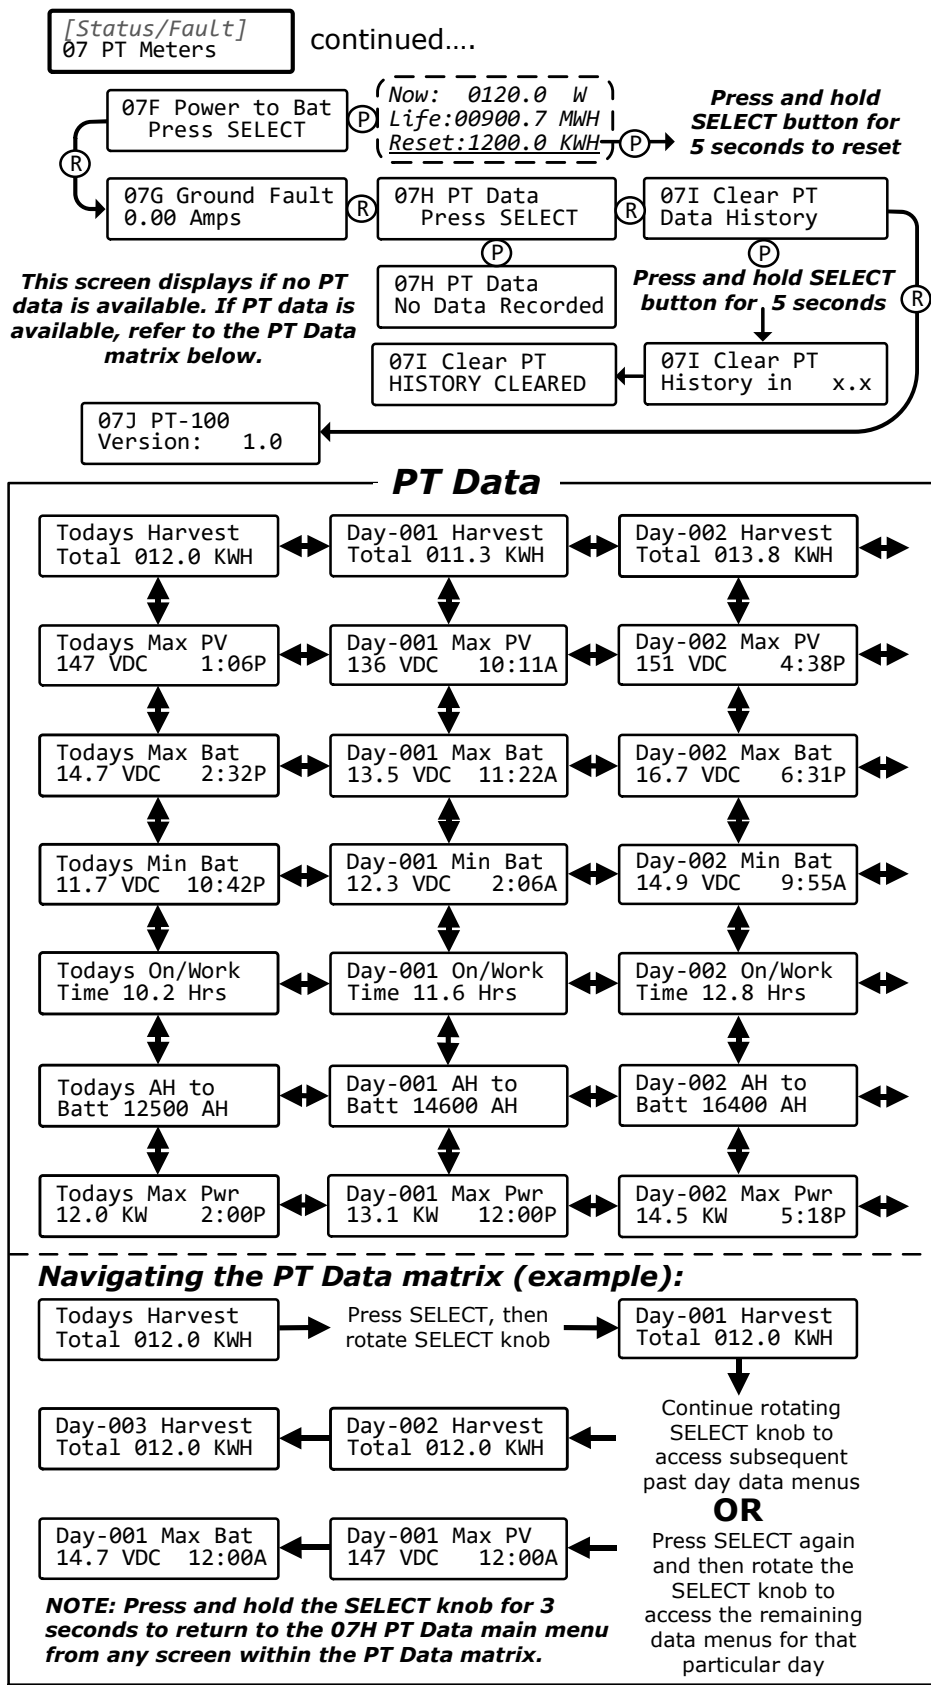 [Status/Fault]
07 PT Meters
continued....
07F Power to Bat
Press SELECT
P
Now: 0120.0 W
Life:00900.7 MWH
Reset:1200.0 KWH
P
Press and hold
SELECT button for
5 seconds to reset
R
07G Ground Fault
0.00 Amps
R
07H PT Data
Press SELECT
R
07I Clear PT
Data History
P
P
R
This screen displays if no PT
data is available. If PT data is
available, refer to the PT Data
matrix below.
07H PT Data
No Data Recorded
Press and hold SELECT
button for 5 seconds
07I Clear PT
HISTORY CLEARED
07I Clear PT
History in x.x
07J PT-100
Version: 1.0
PT Data
Todays Harvest
Total 012.0 KWH
Day-001 Harvest
Total 011.3 KWH
Day-002 Harvest
Total 013.8 KWH
Todays Max PV
147 VDC 1:06P
Day-001 Max PV
136 VDC 10:11A
Day-002 Max PV
151 VDC 4:38P
Todays Max Bat
14.7 VDC 2:32P
Day-001 Max Bat
13.5 VDC 11:22A
Day-002 Max Bat
16.7 VDC 6:31P
Todays Min Bat
11.7 VDC 10:42P
Day-001 Min Bat
12.3 VDC 2:06A
Day-002 Min Bat
14.9 VDC 9:55A
Todays On/Work
Time 10.2 Hrs
Day-001 On/Work
Time 11.6 Hrs
Day-002 On/Work
Time 12.8 Hrs
Todays AH to
Batt 12500 AH
Day-001 AH to
Batt 14600 AH
Day-002 AH to
Batt 16400 AH
Todays Max Pwr
12.0 KW 2:00P
Day-001 Max Pwr
13.1 KW 12:00P
Day-002 Max Pwr
14.5 KW 5:18P
Navigating the PT Data matrix (example):
Todays Harvest
Total 012.0 KWH
Press SELECT, then
rotate SELECT knob
Day-001 Harvest
Total 012.0 KWH
Day-003 Harvest
Total 012.0 KWH
Day-002 Harvest
Total 012.0 KWH
Continue rotating
SELECT knob to
access subsequent
past day data menus
OR
Day-001 Max Bat
14.7 VDC 12:00A
Day-001 Max PV
147 VDC 12:00A
Press SELECT again
and then rotate the
SELECT knob to
access the remaining
data menus for that
particular day
NOTE: Press and hold the SELECT knob for 3
seconds to return to the 07H PT Data main menu
from any screen within the PT Data matrix.